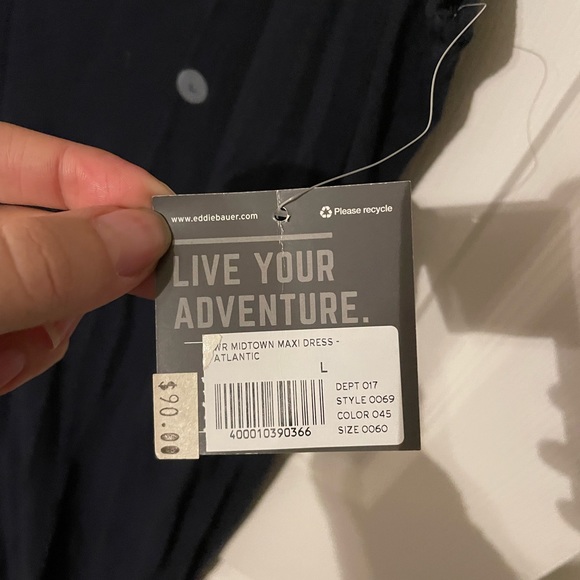 www.eddiebauer.com
Please recycle
LIVE YOUR
ADVENTURE.
WR MIDTOWN MAXI DRESS -
ATLANTIC
L
DEPT 017
STYLE 0069
COLOR 045
SIZE 0060
400010390366
$90.00